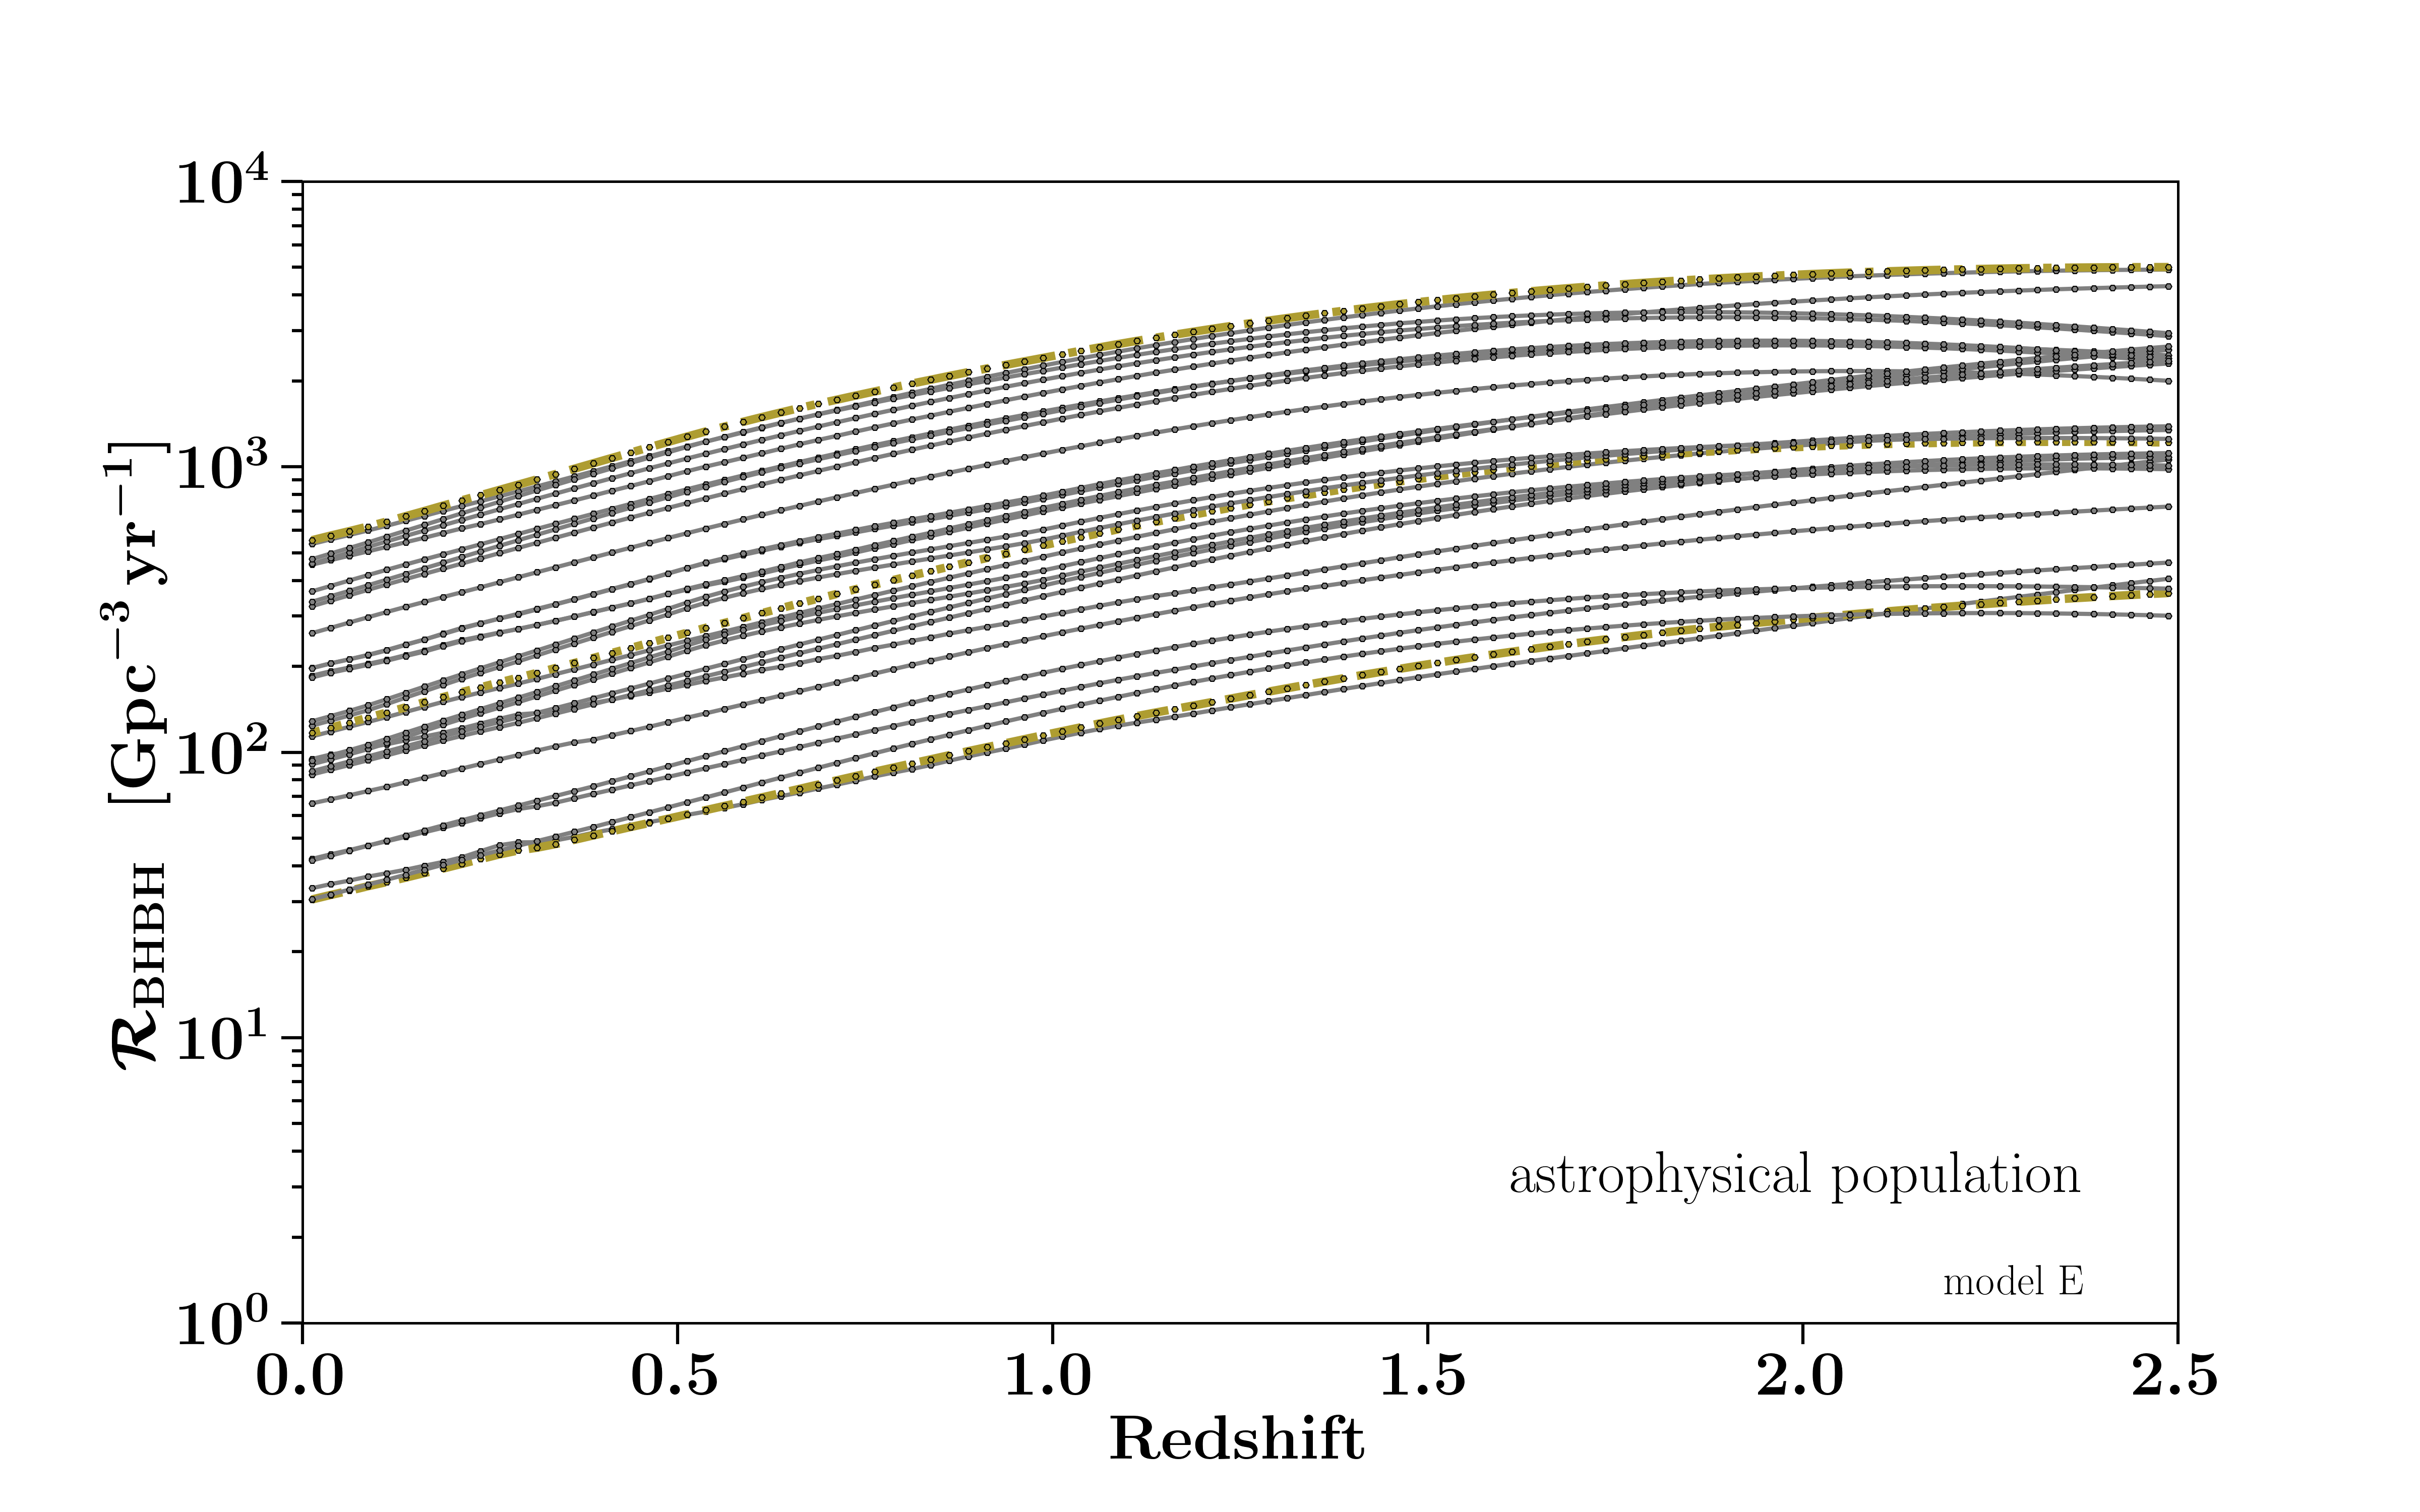 10^4
10^3
10^2
10^1
10^0
ℛ_BHBH [Gpc^−3 yr^−1]
astrophysical population
model E
0.0 0.5 1.0 1.5 2.0 2.5
Redshift